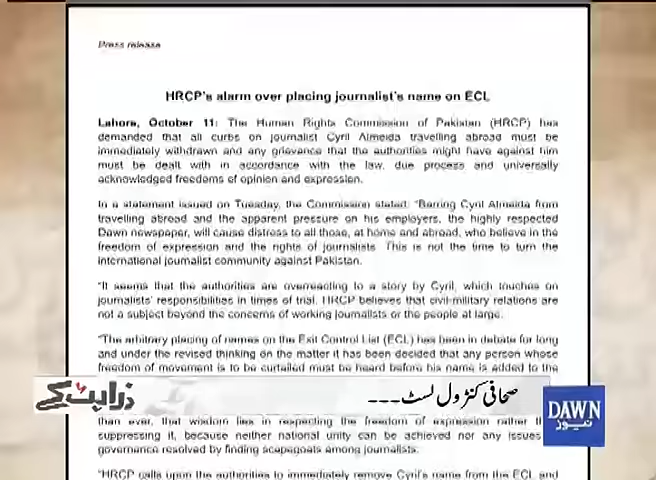 Press release
HRCP's alarm over placing journalist's name on ECL
Lahore, October 11: The Human Rights Commission of Pakistan (HRCP) has
demanded that all curbs on journalist Cyril Almeida travelling abroad must be
immediately withdrawn and any grievance that the authorities might have against him
must be dealt with in accordance with the law, due process and universally
acknowledged freedoms of opinion and expression.
In a statement issued on Tuesday, the Commission stated: "Barring Cyril Almeida from
travelling abroad and the apparent pressure on his employers, the highly respected
Dawn newspaper, will cause distress to all those, at home and abroad, who believe in the
freedom of expression and the rights of journalists. This is not the time to turn the
international journalist community against Pakistan.
"It seems that the authorities are overreacting to a story by Cyril, which touches on
journalists' responsibilities in times of trial. HRCP believes that civil-military relations are
not a subject beyond the concerns of working journalists or the people at large.
"The arbitrary placing of names on the Exit Control List (ECL) has been in debate for long
and under the revised thinking on the matter it has been decided that any person whose
freedom of movement is to be curtailed must be heard before his name is added to the
ذرا ہٹ کے
صحافی کنٹرول لسٹ۔۔۔
DAWN
نیوز
than ever, that wisdom lies in respecting the freedom of expression rather
suppressing it, because neither national unity can be achieved nor any issues
governance resolved by finding scapegoats among journalists.
"HRCP calls upon the authorities to immediately remove Cyril's name from the ECL and